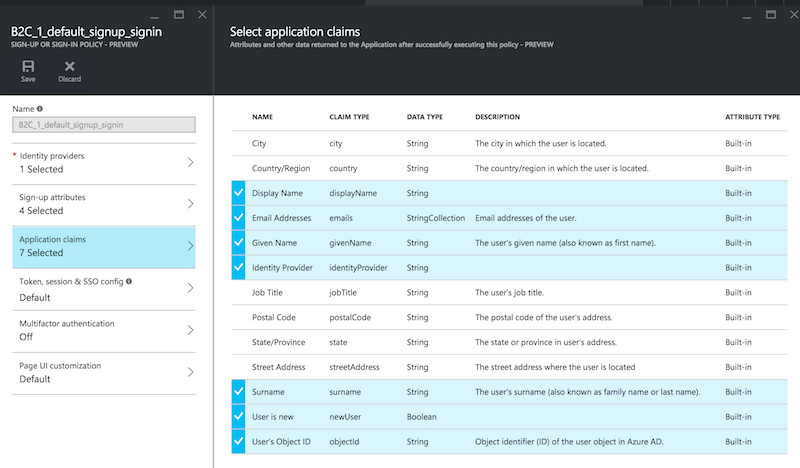 B2C_1_default_signup_signin
SIGN-UP OR SIGN-IN POLICY - PREVIEW
Save Discard
Name
B2C_1_default_signup_signin
* Identity providers
1 Selected
Sign-up attributes
4 Selected
Application claims
7 Selected
Token, session & SSO config
Default
Multifactor authentication
Off
Page UI customization
Default
Select application claims
Attributes and other data returned to the Application after successfully executing this policy - PREVIEW
NAME CLAIM TYPE DATA TYPE DESCRIPTION ATTRIBUTE TYPE
City city String The city in which the user is located. Built-in
Country/Region country String The country/region in which the user is located. Built-in
Display Name displayName String Built-in
Email Addresses emails StringCollection Email addresses of the user. Built-in
Given Name givenName String The user's given name (also known as first name). Built-in
Identity Provider identityProvider String Built-in
Job Title jobTitle String The user's job title. Built-in
Postal Code postalCode String The postal code of the user's address. Built-in
State/Province state String The state or province in user's address. Built-in
Street Address streetAddress String The street address where the user is located Built-in
Surname surname String The user's surname (also known as family name or last name). Built-in
User is new newUser Boolean Built-in
User's Object ID objectId String Object identifier (ID) of the user object in Azure AD. Built-in